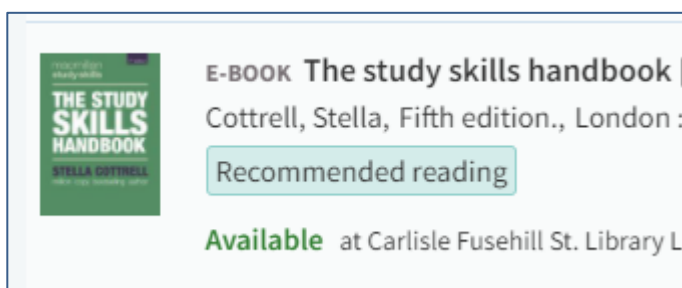 macmillan
study skills
THE STUDY
SKILLS
HANDBOOK
STELLA COTTRELL
E-BOOK The study skills handbook
Cottrell, Stella, Fifth edition., London :
Recommended reading
Available at Carlisle Fusehill St. Library L